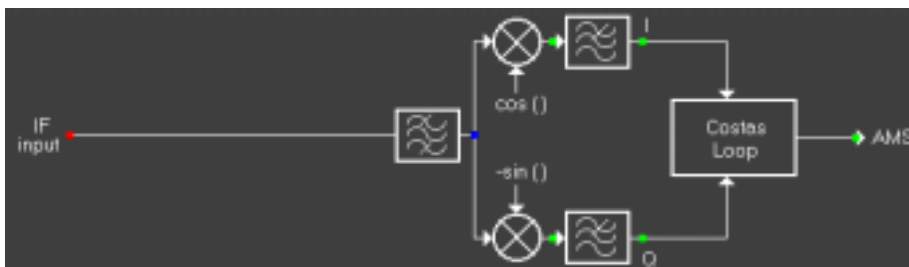 I
cos ()
IF
input
Costas
Loop
AMS
-sin ()
Q